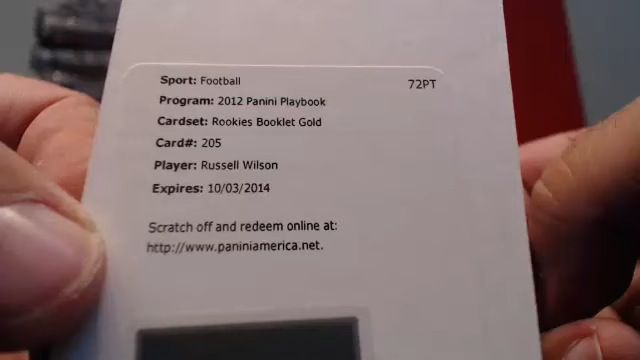 Sport: Football
72PT
Program: 2012 Panini Playbook
Cardset: Rookies Booklet Gold
Card#: 205
Player: Russell Wilson
Expires: 10/03/2014
Scratch off and redeem online at:
http://www.paniniamerica.net.